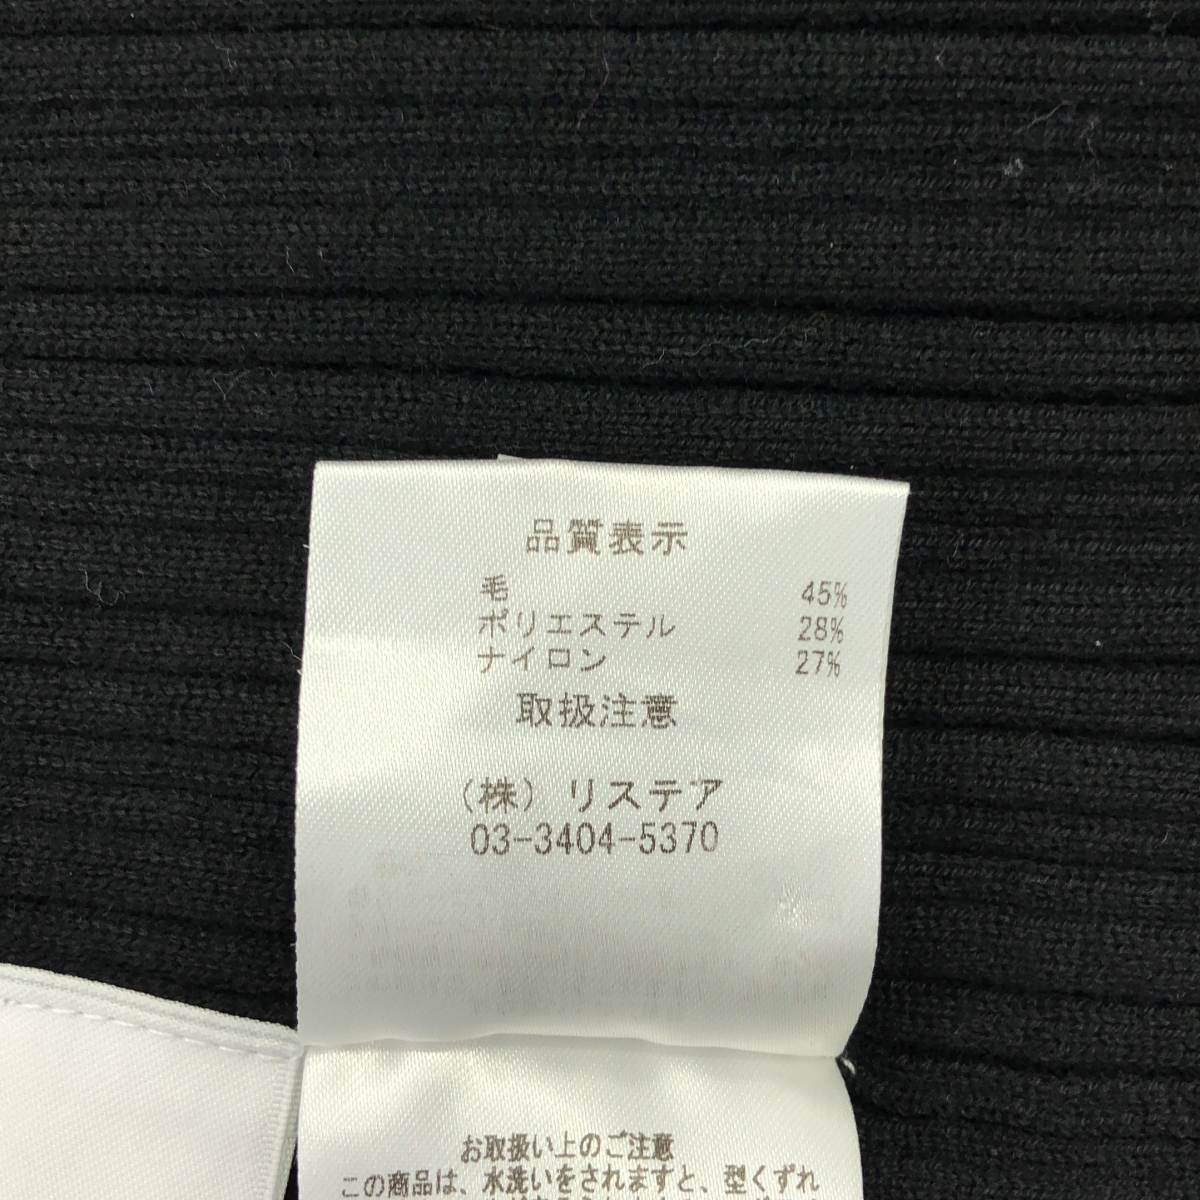 品質表示
毛 45%
ポリエステル 28%
ナイロン 27%
取扱注意
(株) リステア
03-3404-5370
お取扱い上のご注意
この商品は、水洗いをされますと、型くずれ